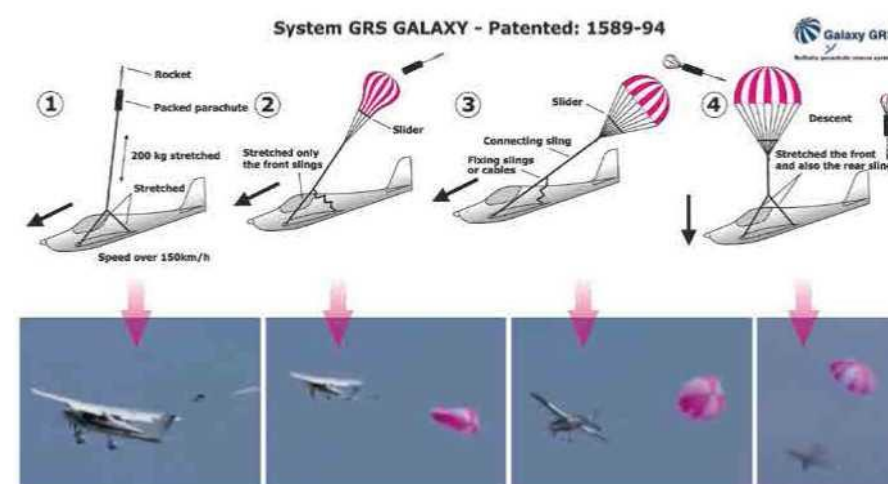 System GRS GALAXY - Patented: 1589-94
Galaxy GRS
1
Rocket
Packed parachute
200 kg stretched
Stretched
Speed over 150km/h
2
Slider
Stretched only
the front slings
3
Slider
Connecting sling
Fixing slings
or cables
4
Descent
Stretched the front
and also the rear slin